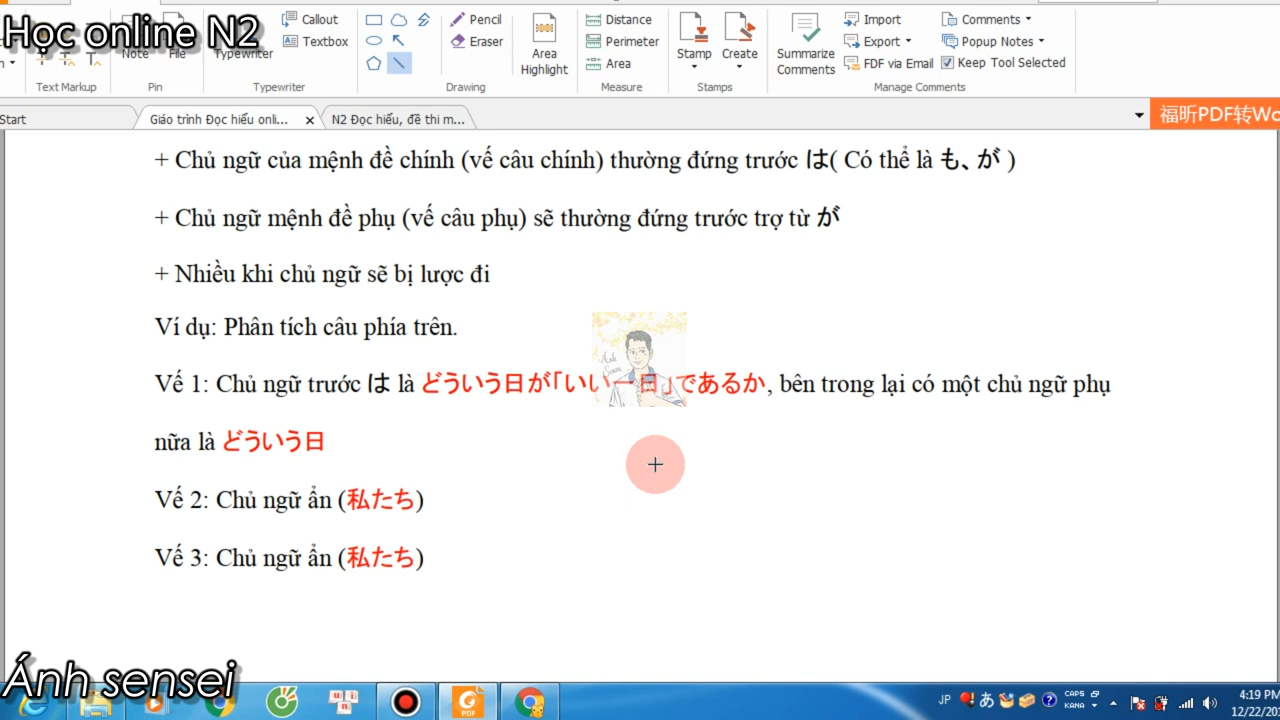 Học online N2
Callout
Textbox
Note
File
Typewriter
Pencil
Eraser
Area Highlight
Distance
Perimeter
Area
Stamp
Create
Summarize Comments
Import
Export
FDF via Email
Comments
Popup Notes
Keep Tool Selected
Text Markup
Pin
Typewriter
Drawing
Measure
Stamps
Manage Comments
Start
Giáo trình Đọc hiểu onli...
N2 Đọc hiểu, đề thi m...
福昕PDF转Wo
+ Chủ ngữ của mệnh đề chính (vế câu chính) thường đứng trước は( Có thể là も、が )
+ Chủ ngữ mệnh đề phụ (vế câu phụ) sẽ thường đứng trước trợ từ が
+ Nhiều khi chủ ngữ sẽ bị lược đi
Ví dụ: Phân tích câu phía trên.
Vế 1: Chủ ngữ trước は là どういう日が「いい一日」であるか, bên trong lại có một chủ ngữ phụ
nữa là どういう日
Vế 2: Chủ ngữ ẩn (私たち)
Vế 3: Chủ ngữ ẩn (私たち)
Ánh sensei
PDF
JP
あ
CAPS
KANA
4:19 PM
12/22/20